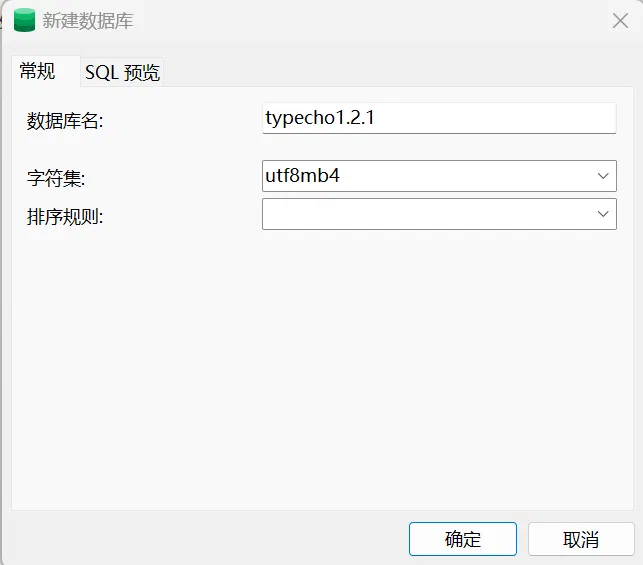 新建数据库
常规 SQL 预览
数据库名: typecho1.2.1
字符集: utf8mb4
排序规则:
确定 取消